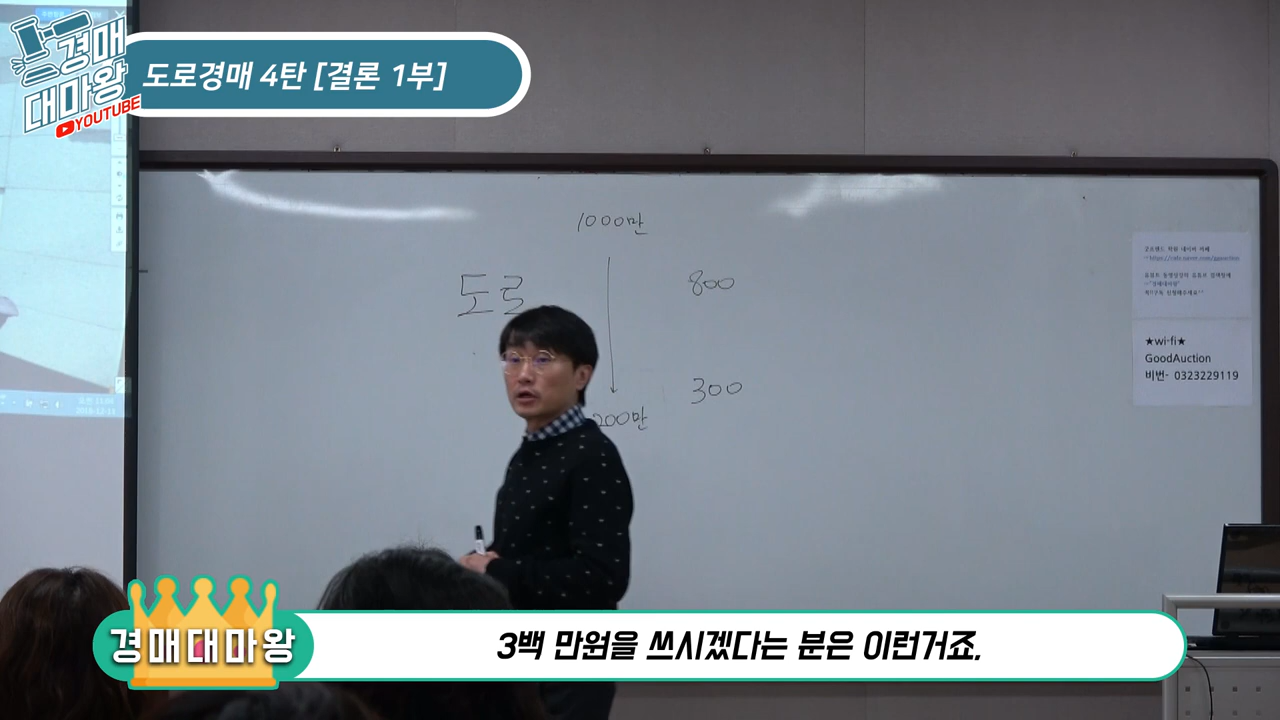 경매
대마왕
YOUTUBE
도로경매 4탄 [결론 1부]
1000만
도로
800
300
200만
★wi-fi★
GoodAuction
비번- 0323229119
경매대마왕
3백 만원을 쓰시겠다는 분은 이런거죠,